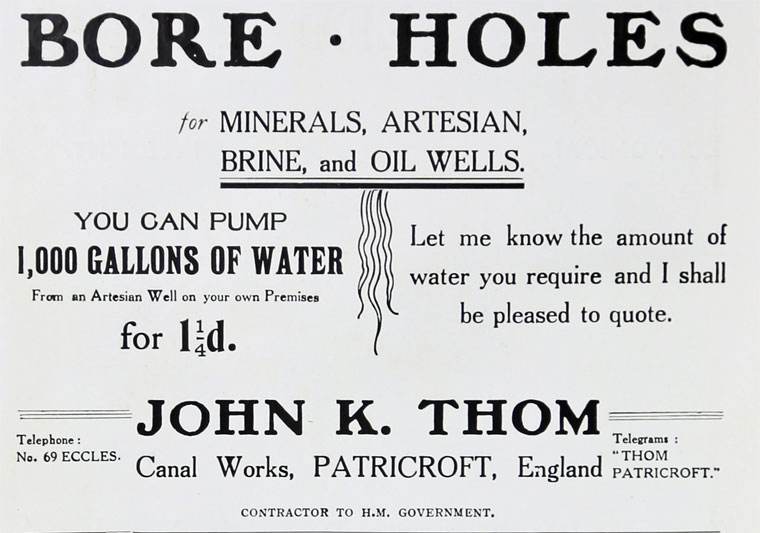 BORE · HOLES
for MINERALS, ARTESIAN,
BRINE, and OIL WELLS.
YOU CAN PUMP
1,000 GALLONS OF WATER
From an Artesian Well on your own Premises
for 1¼d.
Let me know the amount of
water you require and I shall
be pleased to quote.
JOHN K. THOM
Telephone :
No. 69 ECCLES.
Canal Works, PATRICROFT, England
Telegrams :
"THOM
PATRICROFT."
CONTRACTOR TO H.M. GOVERNMENT.